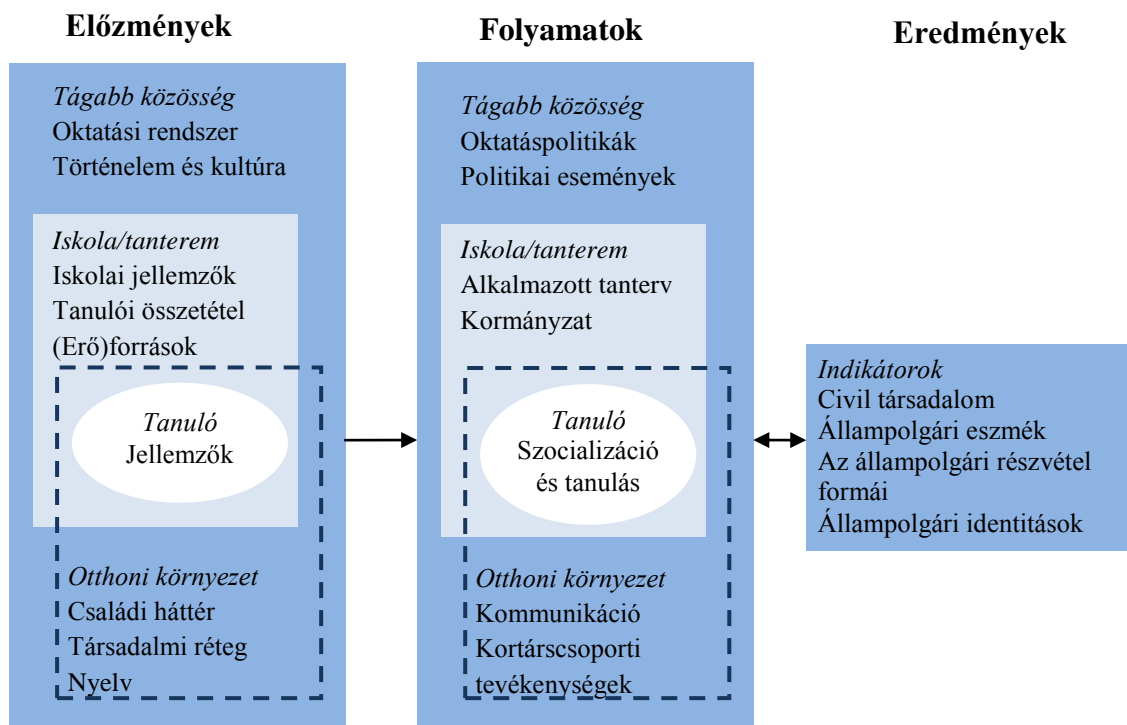 Előzmények
Tágabb közösség
Oktatási rendszer
Történelem és kultúra
Iskola/tanterem
Iskolai jellemzők
Tanulói összetétel
(Erő)források
Tanuló
Jellemzők
Otthoni környezet
Családi háttér
Társadalmi réteg
Nyelv
Folyamatok
Tágabb közösség
Oktatáspolitikák
Politikai események
Iskola/tanterem
Alkalmazott tanterv
Kormányzat
Tanuló
Szocializáció
és tanulás
Otthoni környezet
Kommunikáció
Kortárscsoporti
tevékenységek
Eredmények
Indikátorok
Civil társadalom
Állampolgári eszmék
Az állampolgári részvétel
formái
Állampolgári identitások